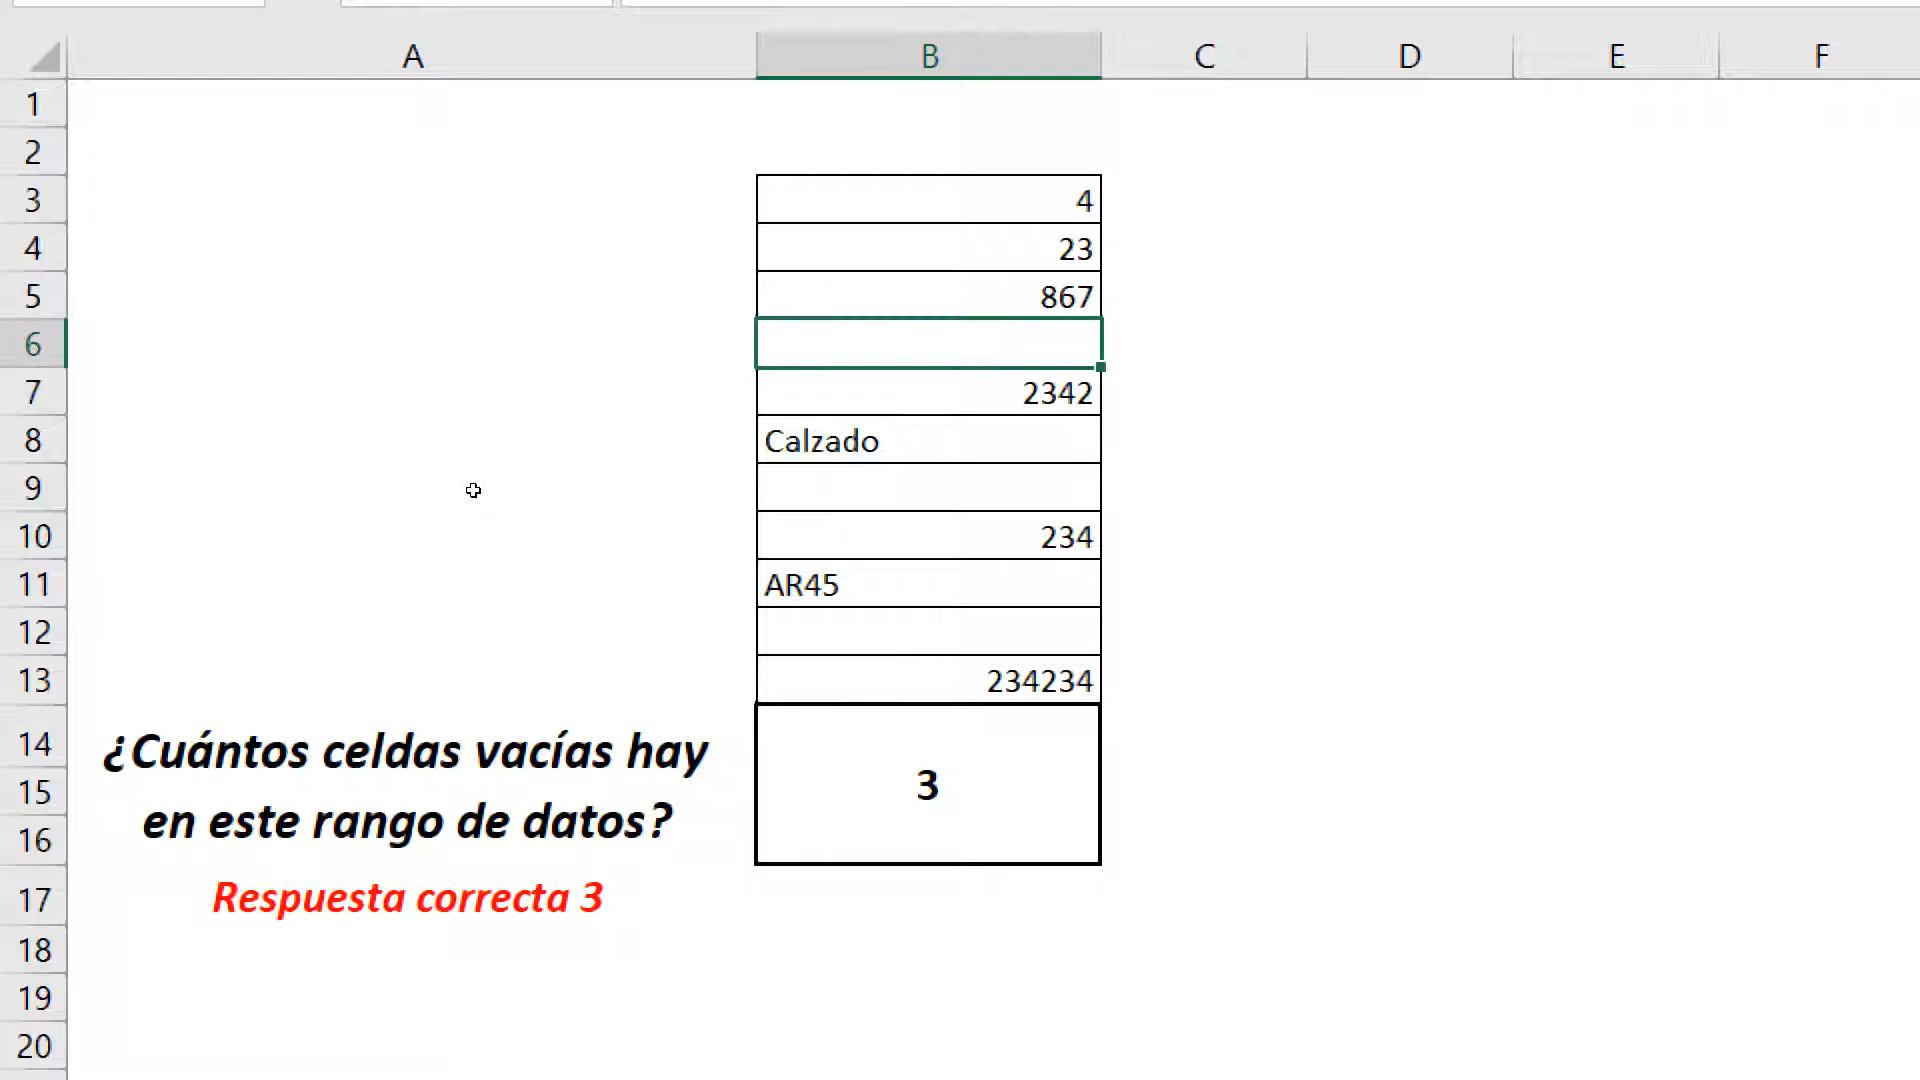 A B C D E F
1
2
3 4
4 23
5 867
6
7 2342
8 Calzado
9
10 234
11 AR45
12
13 234234
14 ¿Cuántos celdas vacías hay
15 3
16 en este rango de datos?
17 Respuesta correcta 3
18
19
20